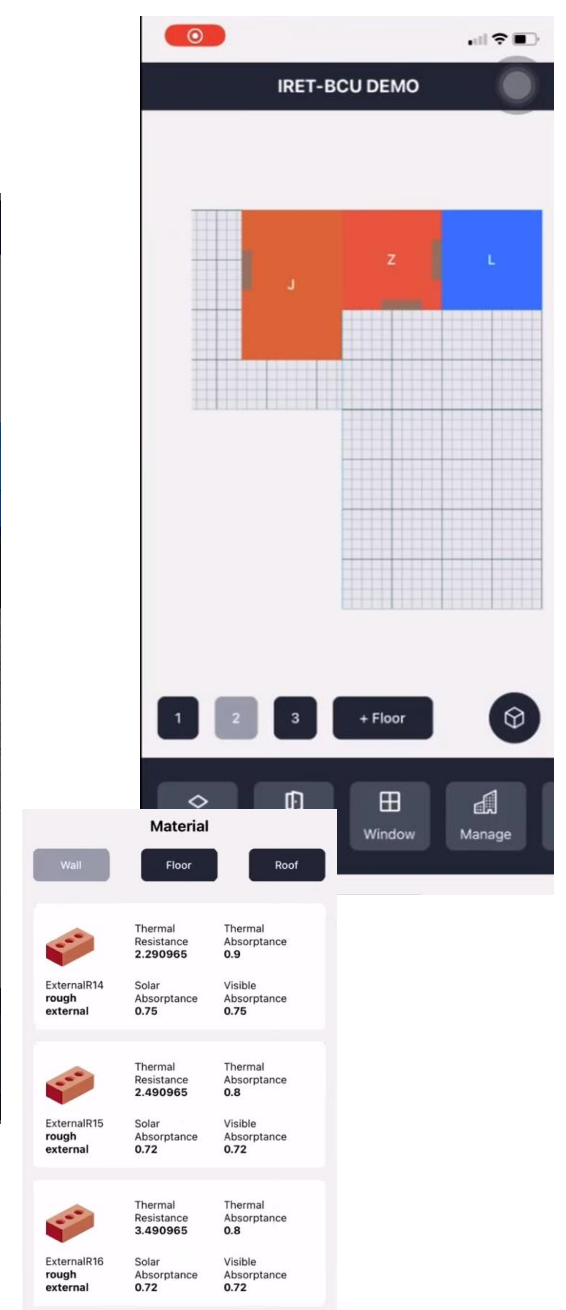 IRET-BCU DEMO
J
Z
L
1
2
3
+ Floor
Window
Manage
Material
Wall
Floor
Roof
Thermal
Resistance
2.290965
Thermal
Absorptance
0.9
ExternalR14
rough
external
Solar
Absorptance
0.75
Visible
Absorptance
0.75
Thermal
Resistance
2.490965
Thermal
Absorptance
0.8
ExternalR15
rough
external
Solar
Absorptance
0.72
Visible
Absorptance
0.72
Thermal
Resistance
3.490965
Thermal
Absorptance
0.8
ExternalR16
rough
external
Solar
Absorptance
0.72
Visible
Absorptance
0.72